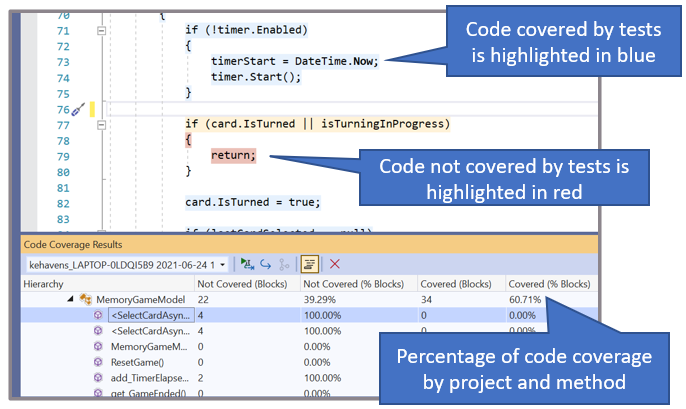 70 {
71 if (!timer.Enabled)
72 {
73 timerStart = DateTime.Now;
74 timer.Start();
75 }
76
77 if (card.IsTurned || isTurningInProgress)
78 {
79 return;
80 }
81
82 card.IsTurned = true;
83
Code covered by tests
is highlighted in blue
Code not covered by tests is
highlighted in red
Code Coverage Results
kehavens_LAPTOP-0LDQI5B9 2021-06-24 1
Hierarchy Not Covered (Blocks) Not Covered (% Blocks) Covered (Blocks) Covered (% Blocks)
MemoryGameModel 22 39.29% 34 60.71%
<SelectCardAsyn... 4 100.00% 0 0.00%
<SelectCardAsyn... 4 100.00% 0 0.00%
MemoryGameM... 0 0.00%
ResetGame() 0 0.00%
add_TimerElapse... 2 100.00%
get_GameEnded() 0 0.00%
Percentage of code coverage
by project and method